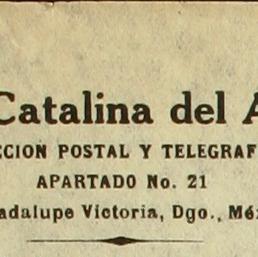 Catalina del A
CCION POSTAL Y TELEGRAF
APARTADO No. 21
adalupe Victoria, Dgo., Méx